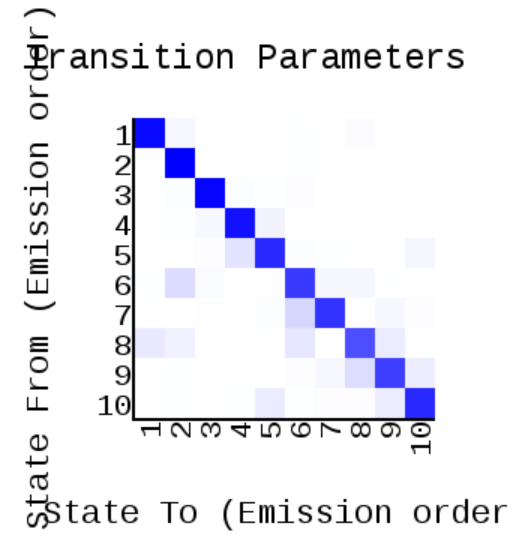 Transition Parameters
State From (Emission order)
1
2
3
4
5
6
7
8
9
10
1 2 3 4 5 6 7 8 9 10
State To (Emission order